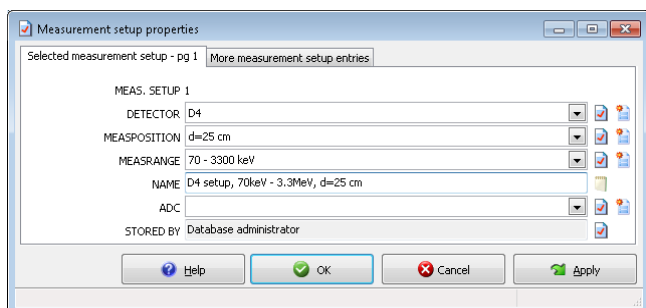 Measurement setup properties
Selected measurement setup - pg 1 More measurement setup entries
MEAS. SETUP 1
DETECTOR D4
MEASPOSITION d=25 cm
MEASRANGE 70 - 3300 keV
NAME D4 setup, 70keV - 3.3MeV, d=25 cm
ADC
STORED BY Database administrator
Help OK Cancel Apply